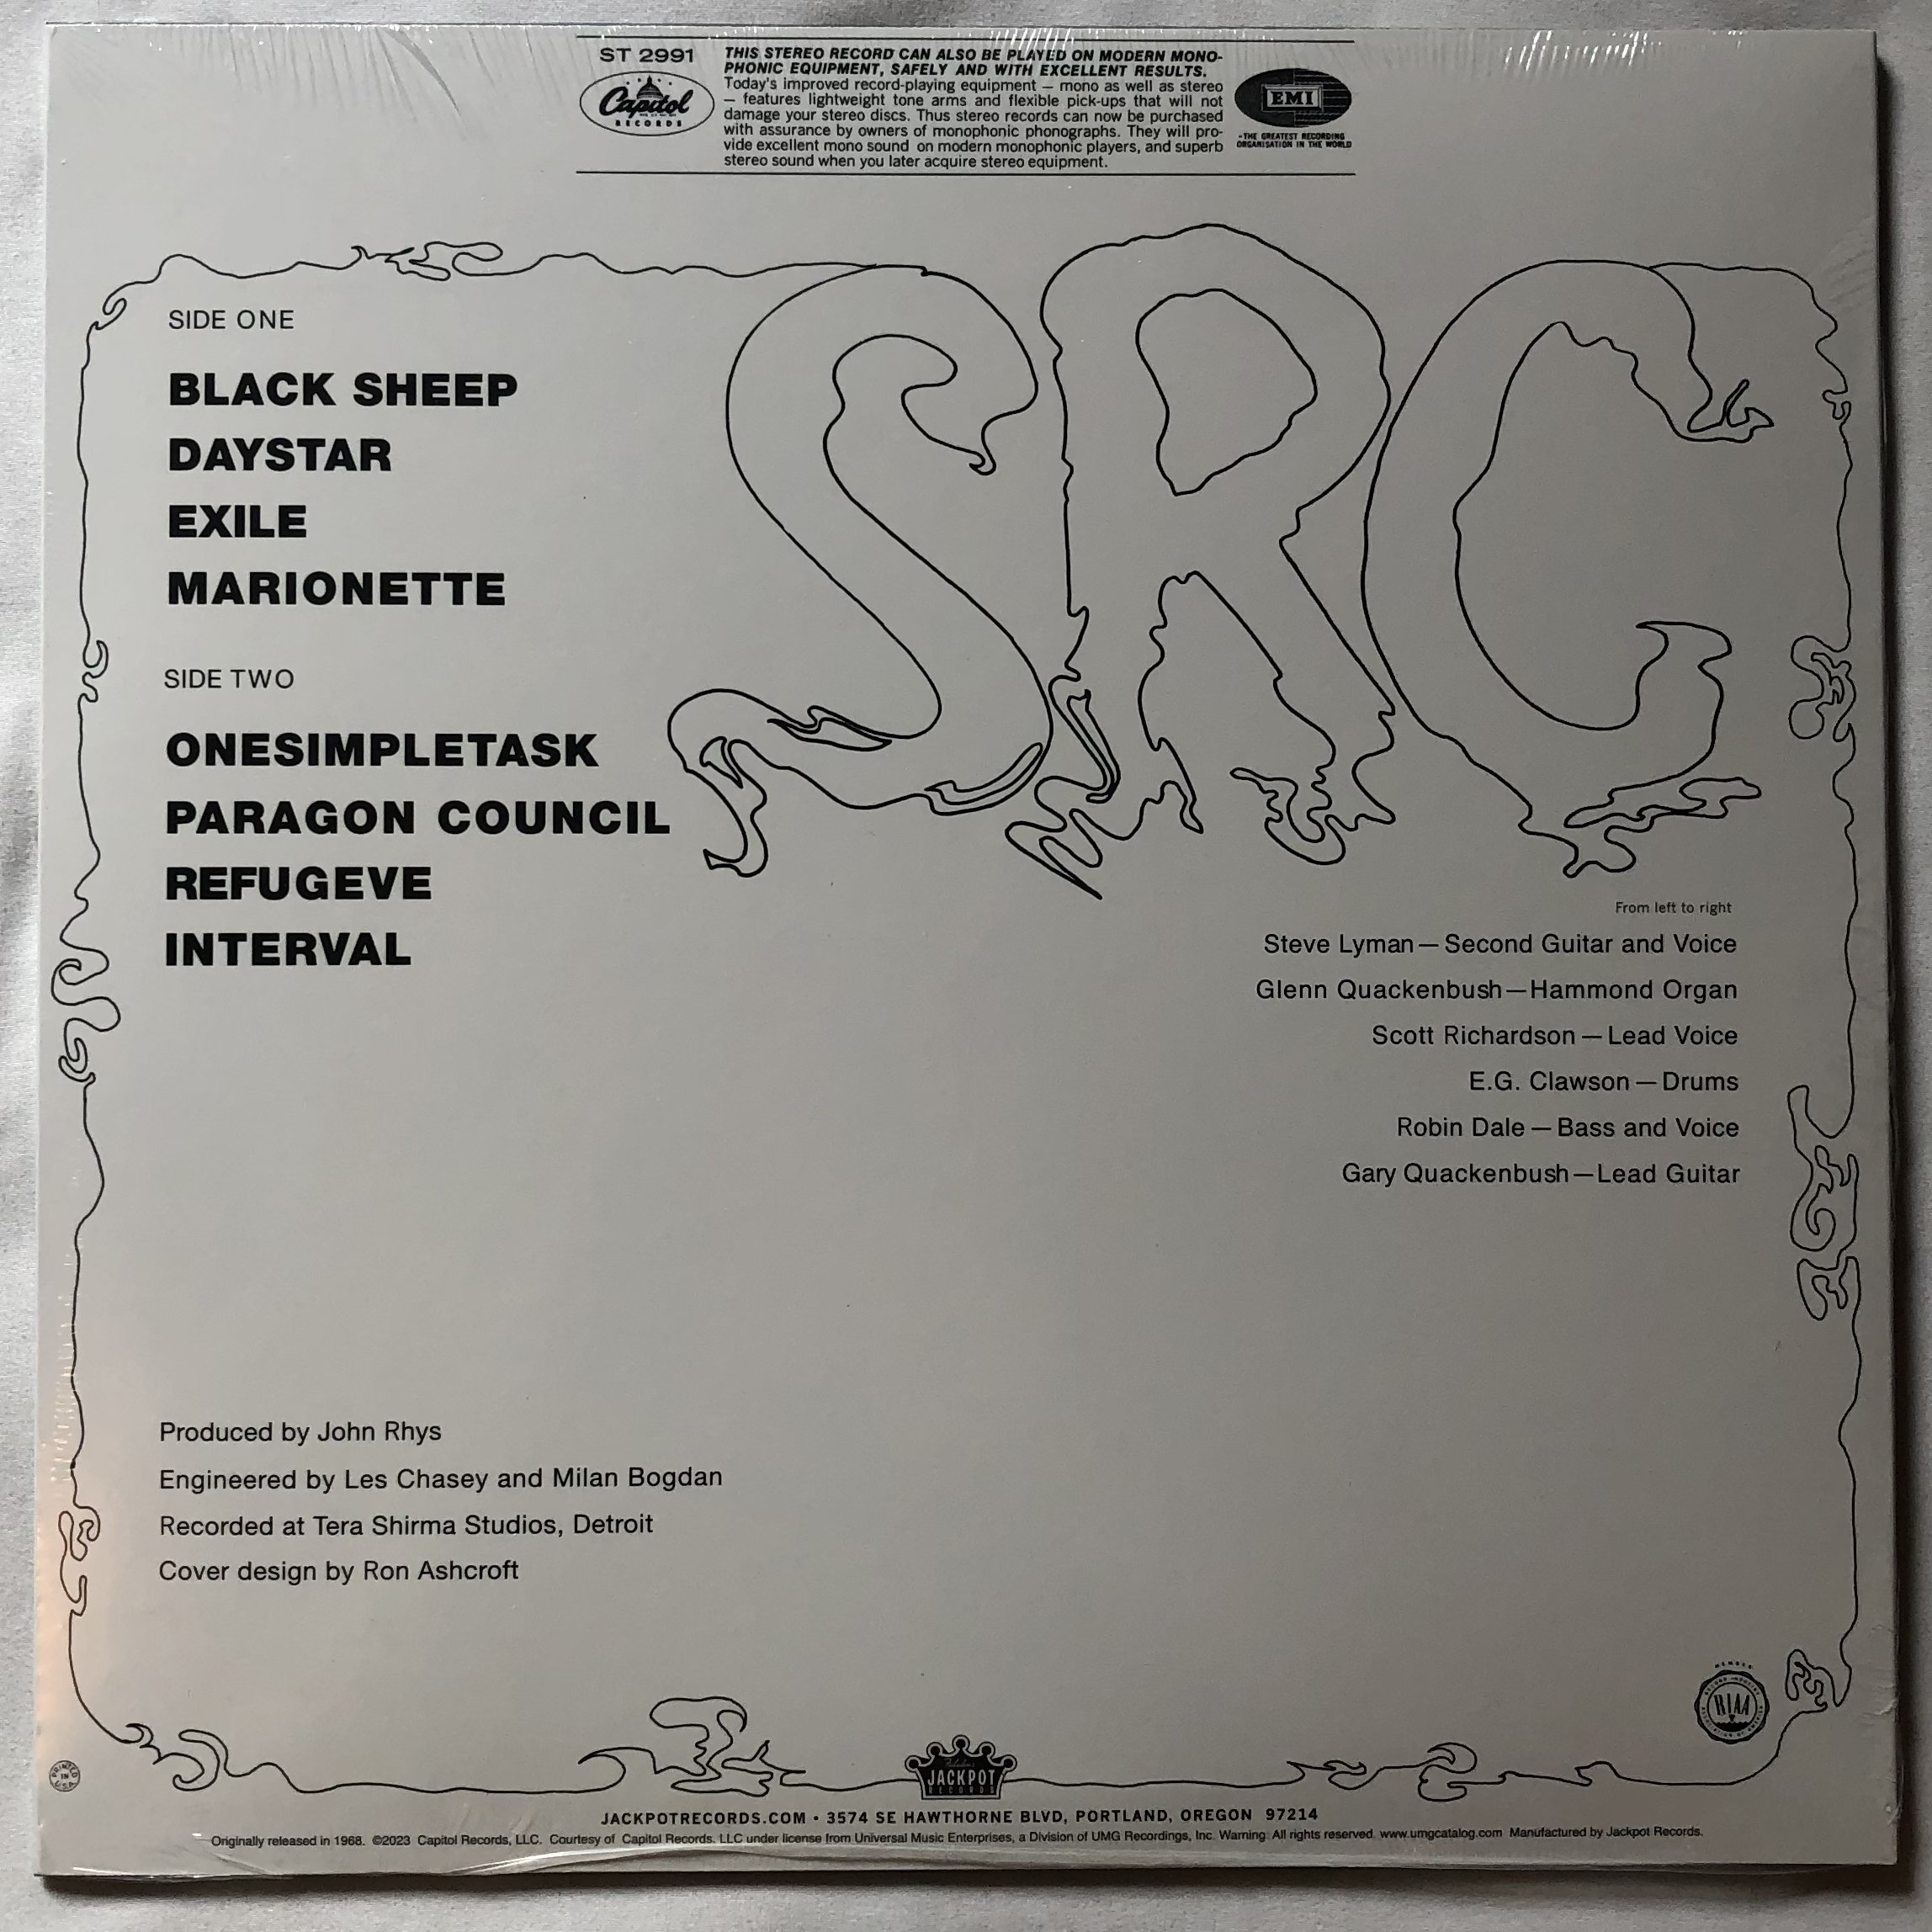 ST 2991
Capitol
RECORDS
THIS STEREO RECORD CAN ALSO BE PLAYED ON MODERN MONO-
PHONIC EQUIPMENT, SAFELY AND WITH EXCELLENT RESULTS.
Today's improved record-playing equipment — mono as well as stereo
— features lightweight tone arms and flexible pick-ups that will not
damage your stereo discs. Thus stereo records can now be purchased
with assurance by owners of monophonic phonographs. They will pro-
vide excellent mono sound on modern monophonic players, and superb
stereo sound when you later acquire stereo equipment.
EMI
"THE GREATEST RECORDING
ORGANISATION IN THE WORLD
SRC
SIDE ONE
BLACK SHEEP
DAYSTAR
EXILE
MARIONETTE
SIDE TWO
ONESIMPLETASK
PARAGON COUNCIL
REFUGEVE
INTERVAL
From left to right
Steve Lyman — Second Guitar and Voice
Glenn Quackenbush—Hammond Organ
Scott Richardson — Lead Voice
E.G. Clawson — Drums
Robin Dale — Bass and Voice
Gary Quackenbush—Lead Guitar
Produced by John Rhys
Engineered by Les Chasey and Milan Bogdan
Recorded at Tera Shirma Studios, Detroit
Cover design by Ron Ashcroft
MEMBER
RIAA
PRINTED
IN
U.S.A.
JACKPOT
RECORDS
JACKPOTRECORDS.COM • 3574 SE HAWTHORNE BLVD, PORTLAND, OREGON 97214
Originally released in 1968. ©2023 Capitol Records, LLC. Courtesy of Capitol Records, LLC under license from Universal Music Enterprises, a Division of UMG Recordings, Inc. Warning: All rights reserved. www.umgcatalog.com Manufactured by Jackpot Records.